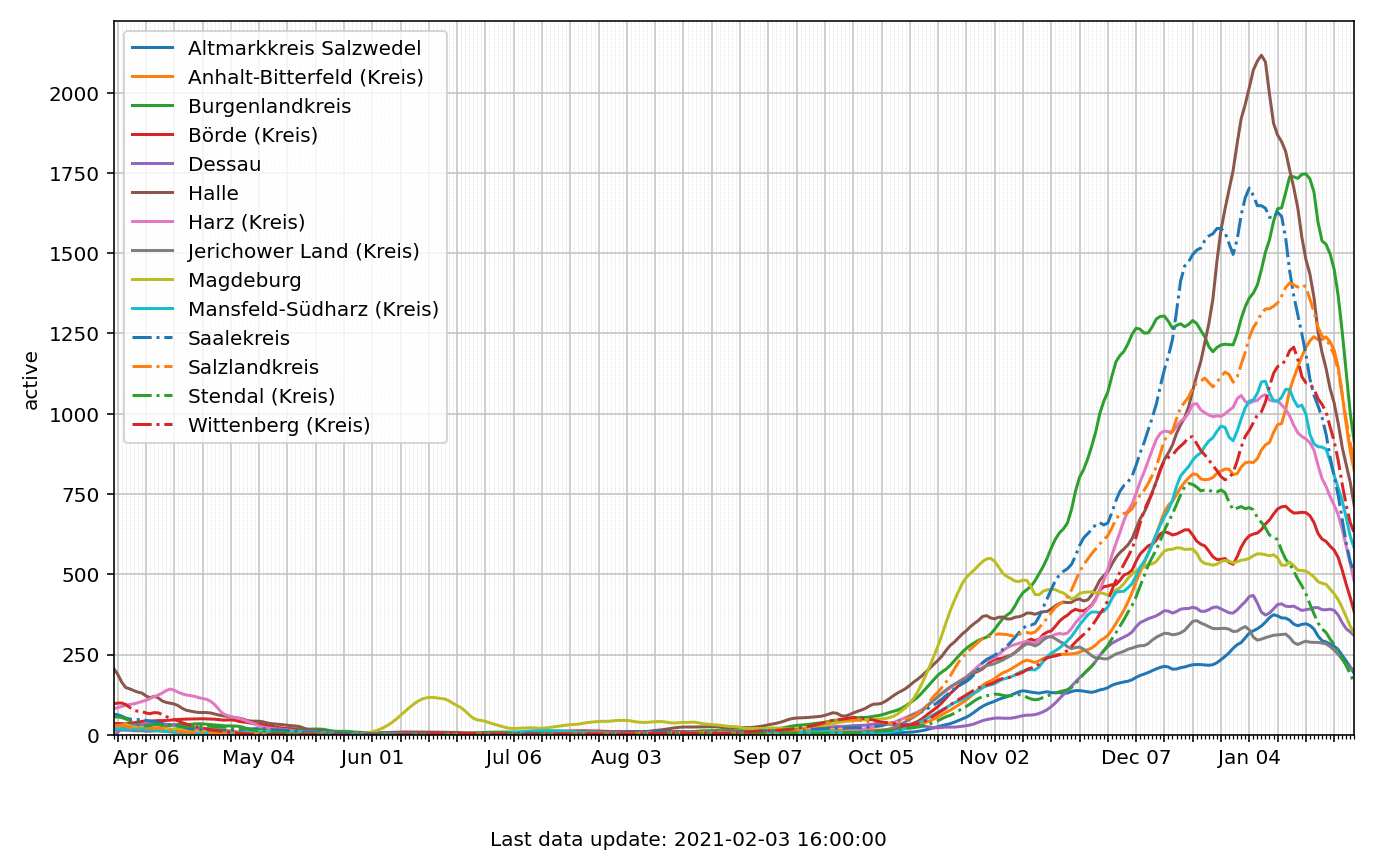 active
2000
1750
1500
1250
1000
750
500
250
0
Altmarkkreis Salzwedel
Anhalt-Bitterfeld (Kreis)
Burgenlandkreis
Börde (Kreis)
Dessau
Halle
Harz (Kreis)
Jerichower Land (Kreis)
Magdeburg
Mansfeld-Südharz (Kreis)
Saalekreis
Salzlandkreis
Stendal (Kreis)
Wittenberg (Kreis)
Apr 06 May 04 Jun 01 Jul 06 Aug 03 Sep 07 Oct 05 Nov 02 Dec 07 Jan 04
Last data update: 2021-02-03 16:00:00